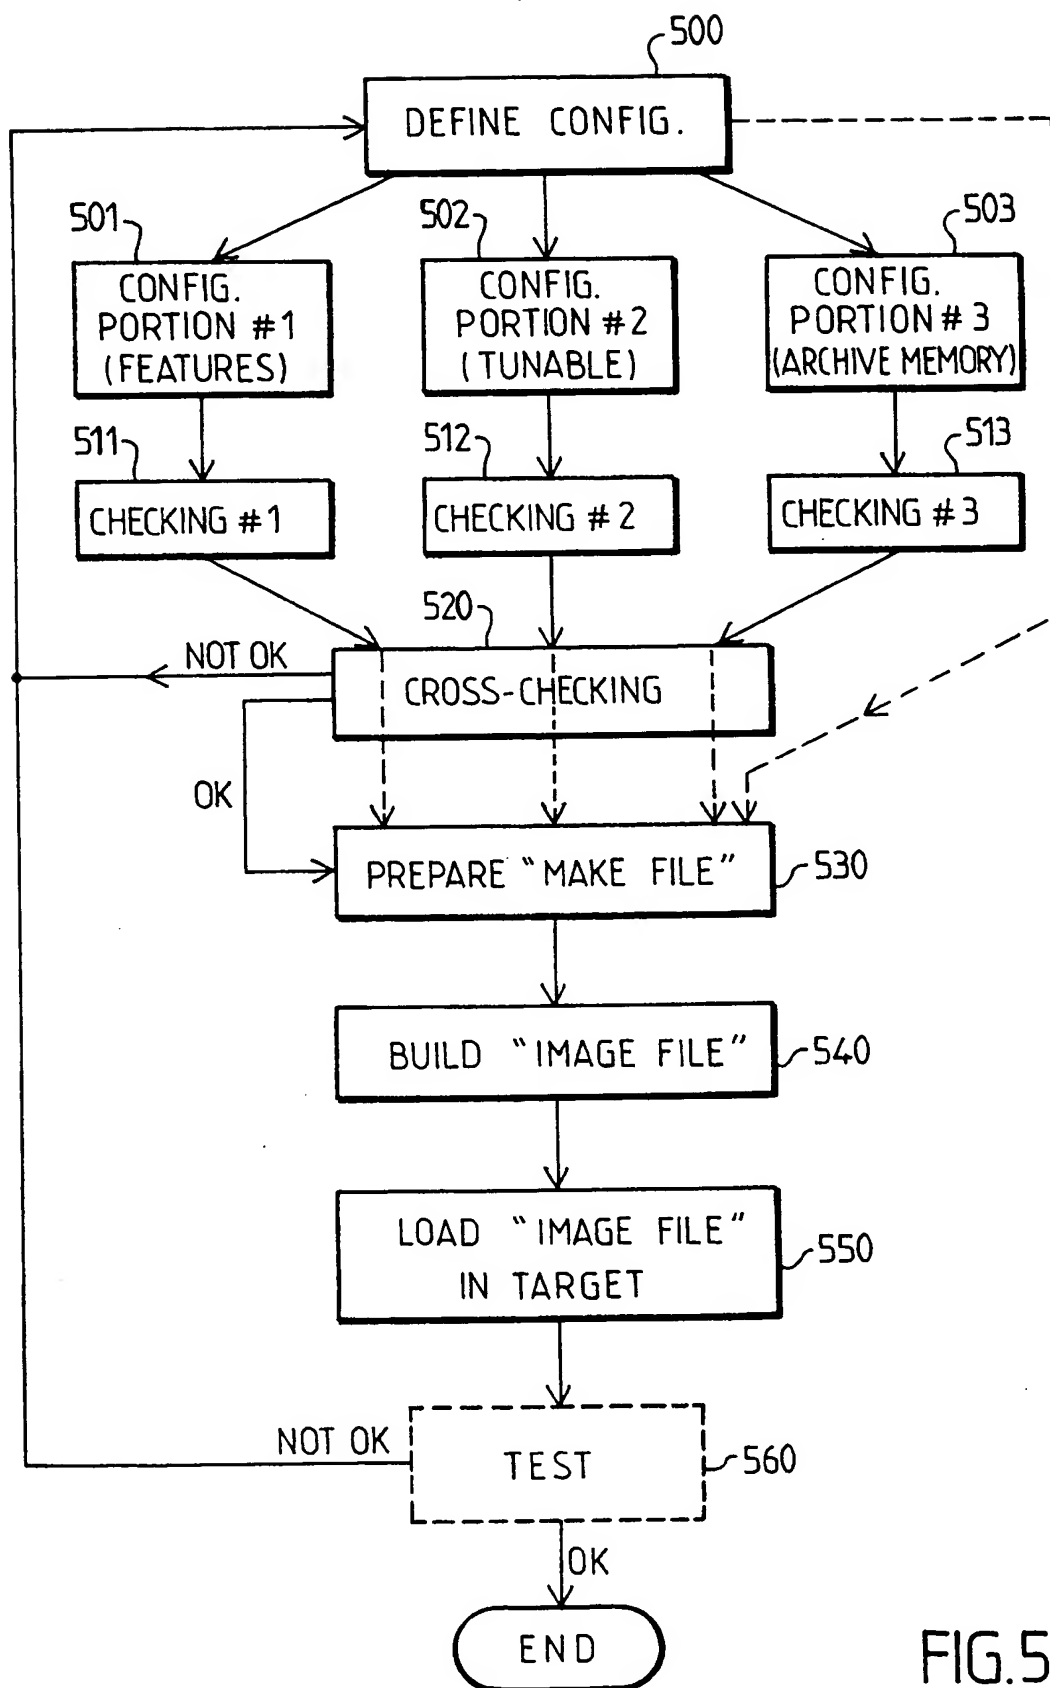 500
DEFINE CONFIG.
501
502
503
CONFIG.
PORTION #1
(FEATURES)
CONFIG.
PORTION #2
(TUNABLE)
CONFIG.
PORTION #3
(ARCHIVE MEMORY)
511
512
513
CHECKING #1
CHECKING #2
CHECKING #3
520
NOT OK
CROSS-CHECKING
OK
PREPARE "MAKE FILE"
530
BUILD "IMAGE FILE"
540
LOAD "IMAGE FILE"
IN TARGET
550
NOT OK
TEST
560
OK
END
FIG.5